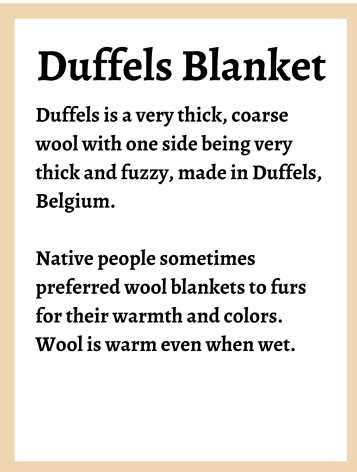 Duffels Blanket
Duffels is a very thick, coarse
wool with one side being very
thick and fuzzy, made in Duffels,
Belgium.
Native people sometimes
preferred wool blankets to furs
for their warmth and colors.
Wool is warm even when wet.